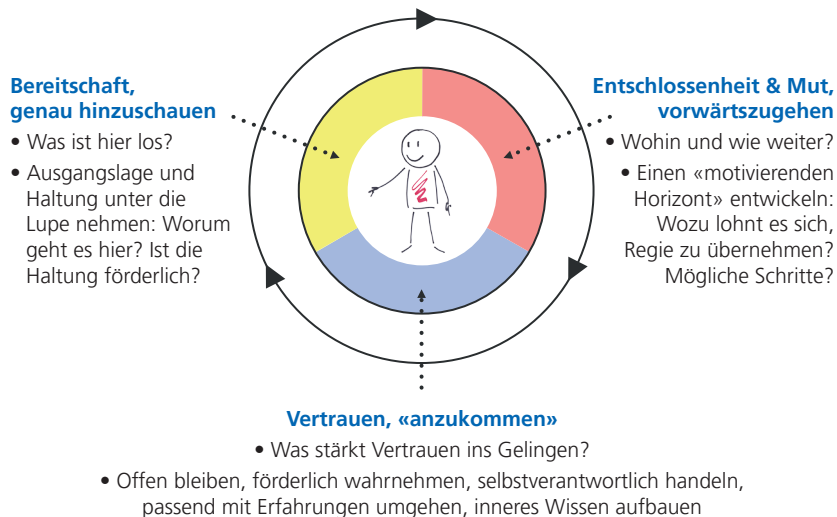 Bereitschaft,
genau hinzuschauen
• Was ist hier los?
• Ausgangslage und
Haltung unter die
Lupe nehmen: Worum
geht es hier? Ist die
Haltung förderlich?
Entschlossenheit & Mut,
vorwärtszugehen
• Wohin und wie weiter?
• Einen «motivierenden
Horizont» entwickeln:
Wozu lohnt es sich,
Regie zu übernehmen?
Mögliche Schritte?
Vertrauen, «anzukommen»
• Was stärkt Vertrauen ins Gelingen?
• Offen bleiben, förderlich wahrnehmen, selbstverantwortlich handeln,
passend mit Erfahrungen umgehen, inneres Wissen aufbauen